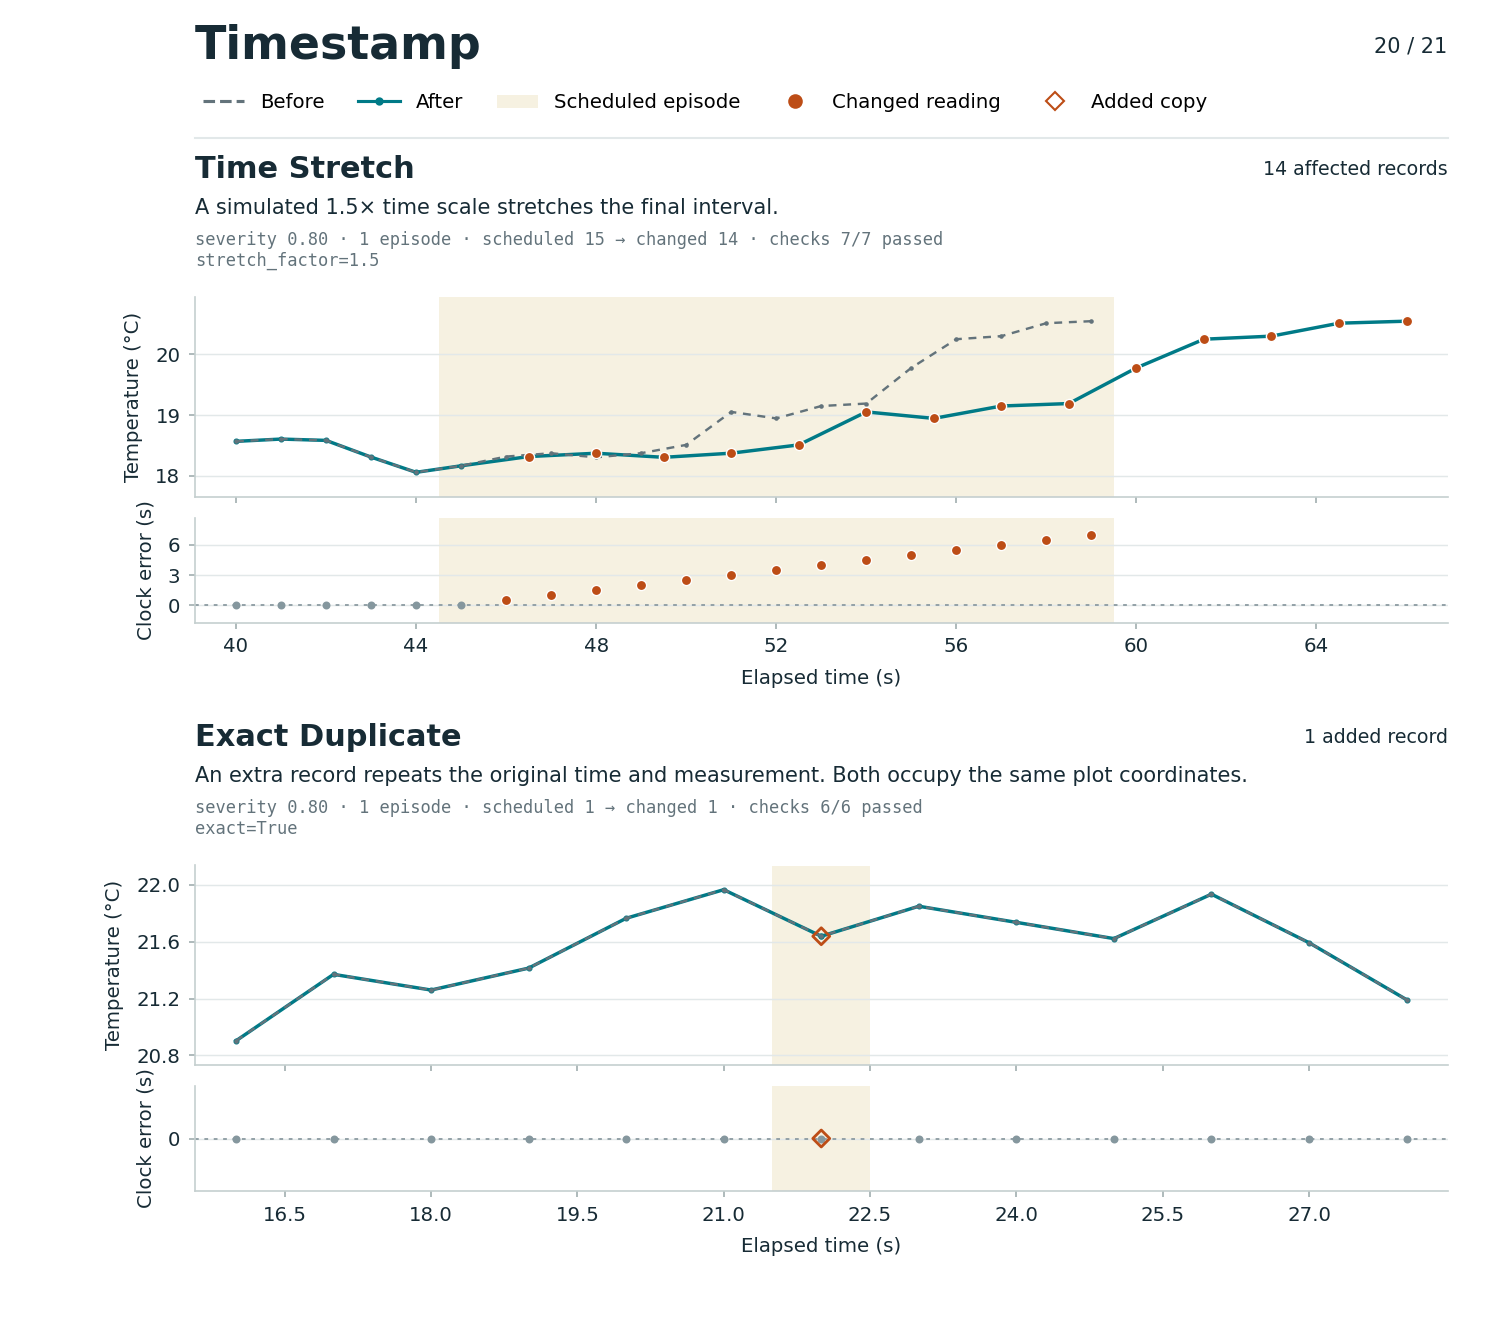 Timestamp
20 / 21
Before After Scheduled episode Changed reading Added copy
Time Stretch
14 affected records
A simulated 1.5× time scale stretches the final interval.
severity 0.80 · 1 episode · scheduled 15 → changed 14 · checks 7/7 passed
stretch_factor=1.5
Temperature (°C)
20
19
18
Clock error (s)
6
3
0
40 44 48 52 56 60 64
Elapsed time (s)
Exact Duplicate
1 added record
An extra record repeats the original time and measurement. Both occupy the same plot coordinates.
severity 0.80 · 1 episode · scheduled 1 → changed 1 · checks 6/6 passed
exact=True
Temperature (°C)
22.0
21.6
21.2
20.8
Clock error (s)
0
16.5 18.0 19.5 21.0 22.5 24.0 25.5 27.0
Elapsed time (s)